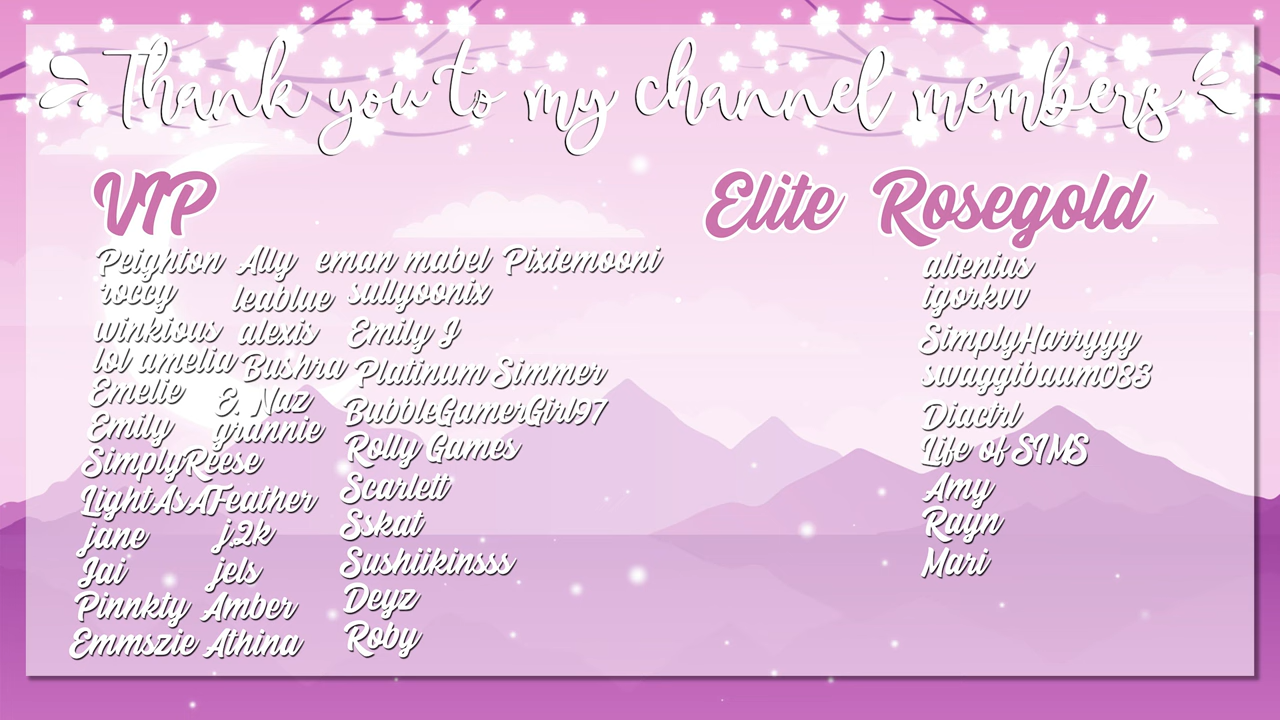 Thank you to my channel members
VIP
Elite Rosegold
Peighton Ally eman mabel Pixiemooni
roccy leablue sullyoonix
winkious alexis Emily J
lol amelia Bushra Platinum Simmer
Emelie E. Naz BubbleGamerGirl97
Emily grannie Rolly Games
SimplyReese Scarlett
LightAsAFeather Sskat
jane j.2k Sushiikinsss
Jai jels Deyz
Pinnkty Amber Roby
Emmszie Athina
alienius
igorkvv
SimplyHarryyy
swaggibaum083
Diactrl
Life of SIMS
Amy
Rayn
Mari